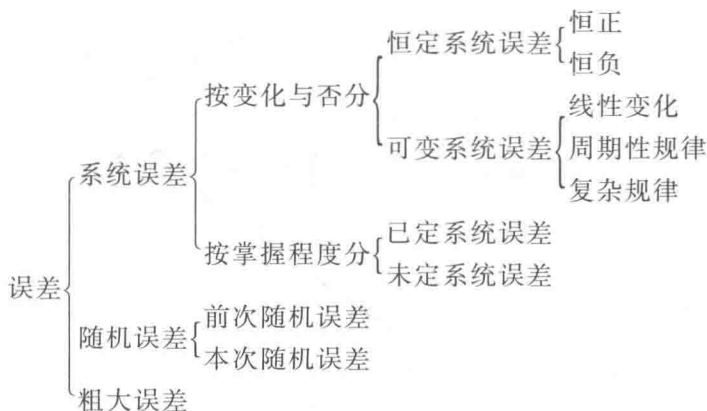 误差
系统误差
按变化与否分
恒定系统误差
恒正
恒负
可变系统误差
线性变化
周期性规律
复杂规律
按掌握程度分
已定系统误差
未定系统误差
随机误差
前次随机误差
本次随机误差
粗大误差